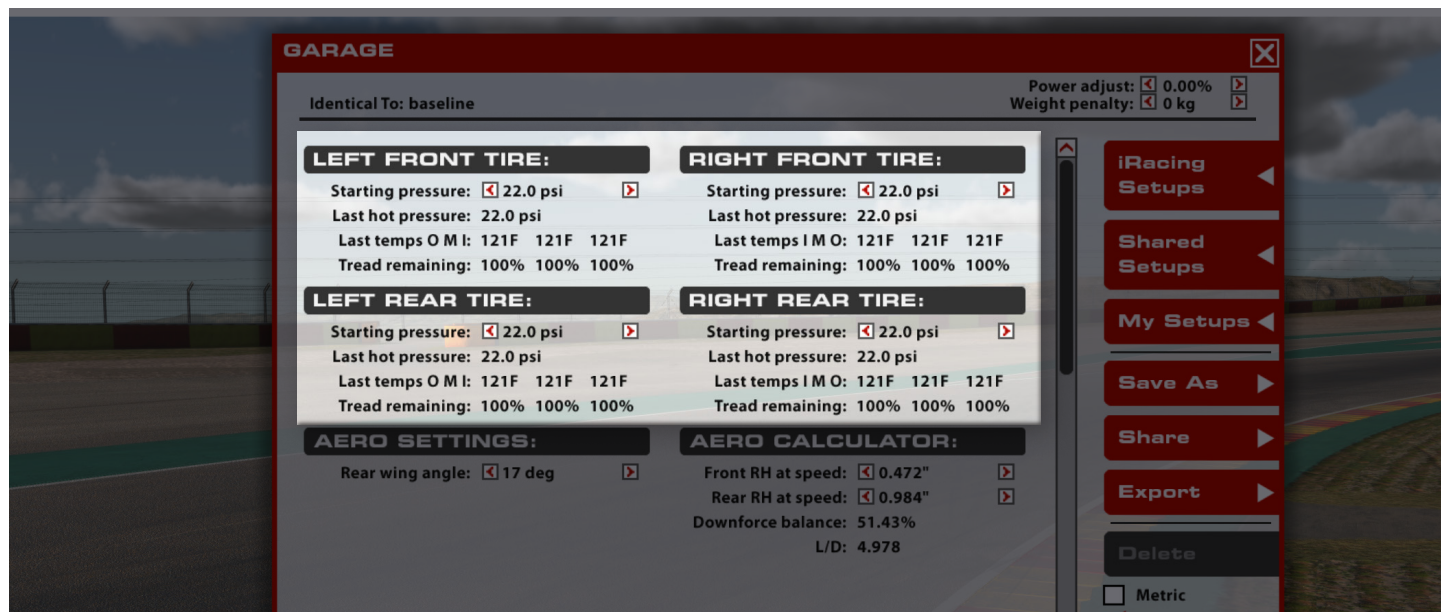 GARAGE
Identical To: baseline
Power adjust: 0.00%
Weight penalty: 0 kg
LEFT FRONT TIRE:
Starting pressure: 22.0 psi
Last hot pressure: 22.0 psi
Last temps O M I: 121F 121F 121F
Tread remaining: 100% 100% 100%
RIGHT FRONT TIRE:
Starting pressure: 22.0 psi
Last hot pressure: 22.0 psi
Last temps I M O: 121F 121F 121F
Tread remaining: 100% 100% 100%
LEFT REAR TIRE:
Starting pressure: 22.0 psi
Last hot pressure: 22.0 psi
Last temps O M I: 121F 121F 121F
Tread remaining: 100% 100% 100%
RIGHT REAR TIRE:
Starting pressure: 22.0 psi
Last hot pressure: 22.0 psi
Last temps I M O: 121F 121F 121F
Tread remaining: 100% 100% 100%
AERO SETTINGS:
Rear wing angle: 17 deg
AERO CALCULATOR:
Front RH at speed: 0.472"
Rear RH at speed: 0.984"
Downforce balance: 51.43%
L/D: 4.978
iRacing
Setups
Shared
Setups
My Setups
Save As
Share
Export
Delete
Metric